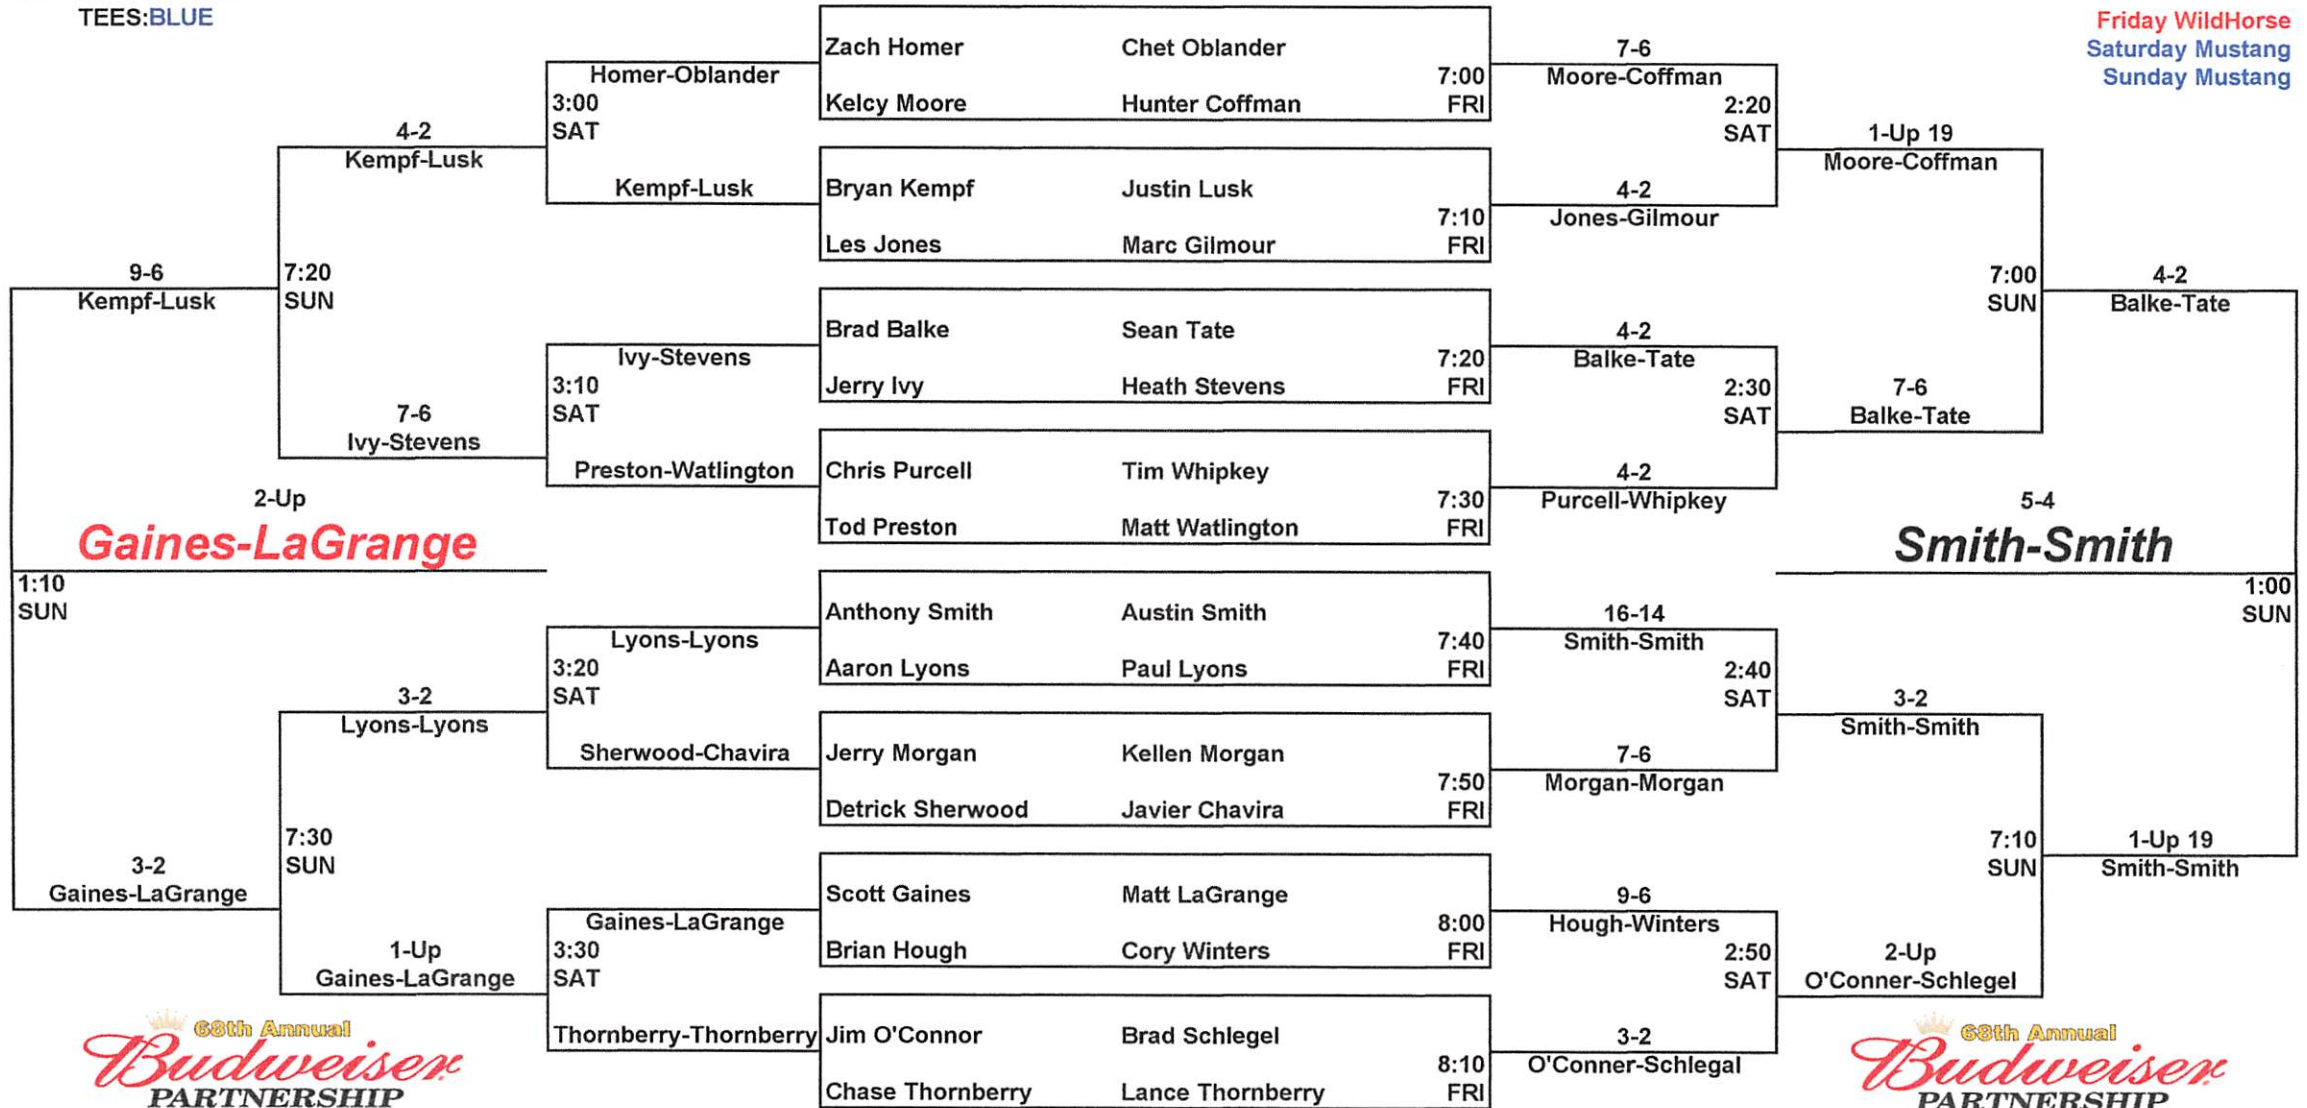 TEES:BLUE
Friday WildHorse
Saturday Mustang
Sunday Mustang
Zach Homer Chet Oblander
7:00
Kelcy Moore Hunter Coffman FRI
Bryan Kempf Justin Lusk
7:10
Les Jones Marc Gilmour FRI
Brad Balke Sean Tate
7:20
Jerry Ivy Heath Stevens FRI
Chris Purcell Tim Whipkey
7:30
Tod Preston Matt Watlington FRI
Anthony Smith Austin Smith
7:40
Aaron Lyons Paul Lyons FRI
Jerry Morgan Kellen Morgan
7:50
Detrick Sherwood Javier Chavira FRI
Scott Gaines Matt LaGrange
8:00
Brian Hough Cory Winters FRI
Jim O'Connor Brad Schlegel
8:10
Chase Thornberry Lance Thornberry FRI
Homer-Oblander
3:00
SAT
Kempf-Lusk
Ivy-Stevens
3:10
SAT
Preston-Watlington
Lyons-Lyons
3:20
SAT
Sherwood-Chavira
Gaines-LaGrange
3:30
SAT
Thornberry-Thornberry
4-2
Kempf-Lusk
7:20
SUN
7-6
Ivy-Stevens
3-2
Lyons-Lyons
7:30
SUN
1-Up
Gaines-LaGrange
9-6
Kempf-Lusk
2-Up
Gaines-LaGrange
1:10
SUN
3-2
Gaines-LaGrange
7-6
Moore-Coffman
2:20
SAT
4-2
Jones-Gilmour
4-2
Balke-Tate
2:30
SAT
4-2
Purcell-Whipkey
16-14
Smith-Smith
2:40
SAT
7-6
Morgan-Morgan
9-6
Hough-Winters
2:50
SAT
3-2
O'Conner-Schlegal
1-Up 19
Moore-Coffman
7:00
SUN
7-6
Balke-Tate
3-2
Smith-Smith
7:10
SUN
2-Up
O'Conner-Schlegel
4-2
Balke-Tate
5-4
Smith-Smith
1:00
SUN
1-Up 19
Smith-Smith
68th Annual
Budweiser
PARTNERSHIP
68th Annual
Budweiser
PARTNERSHIP